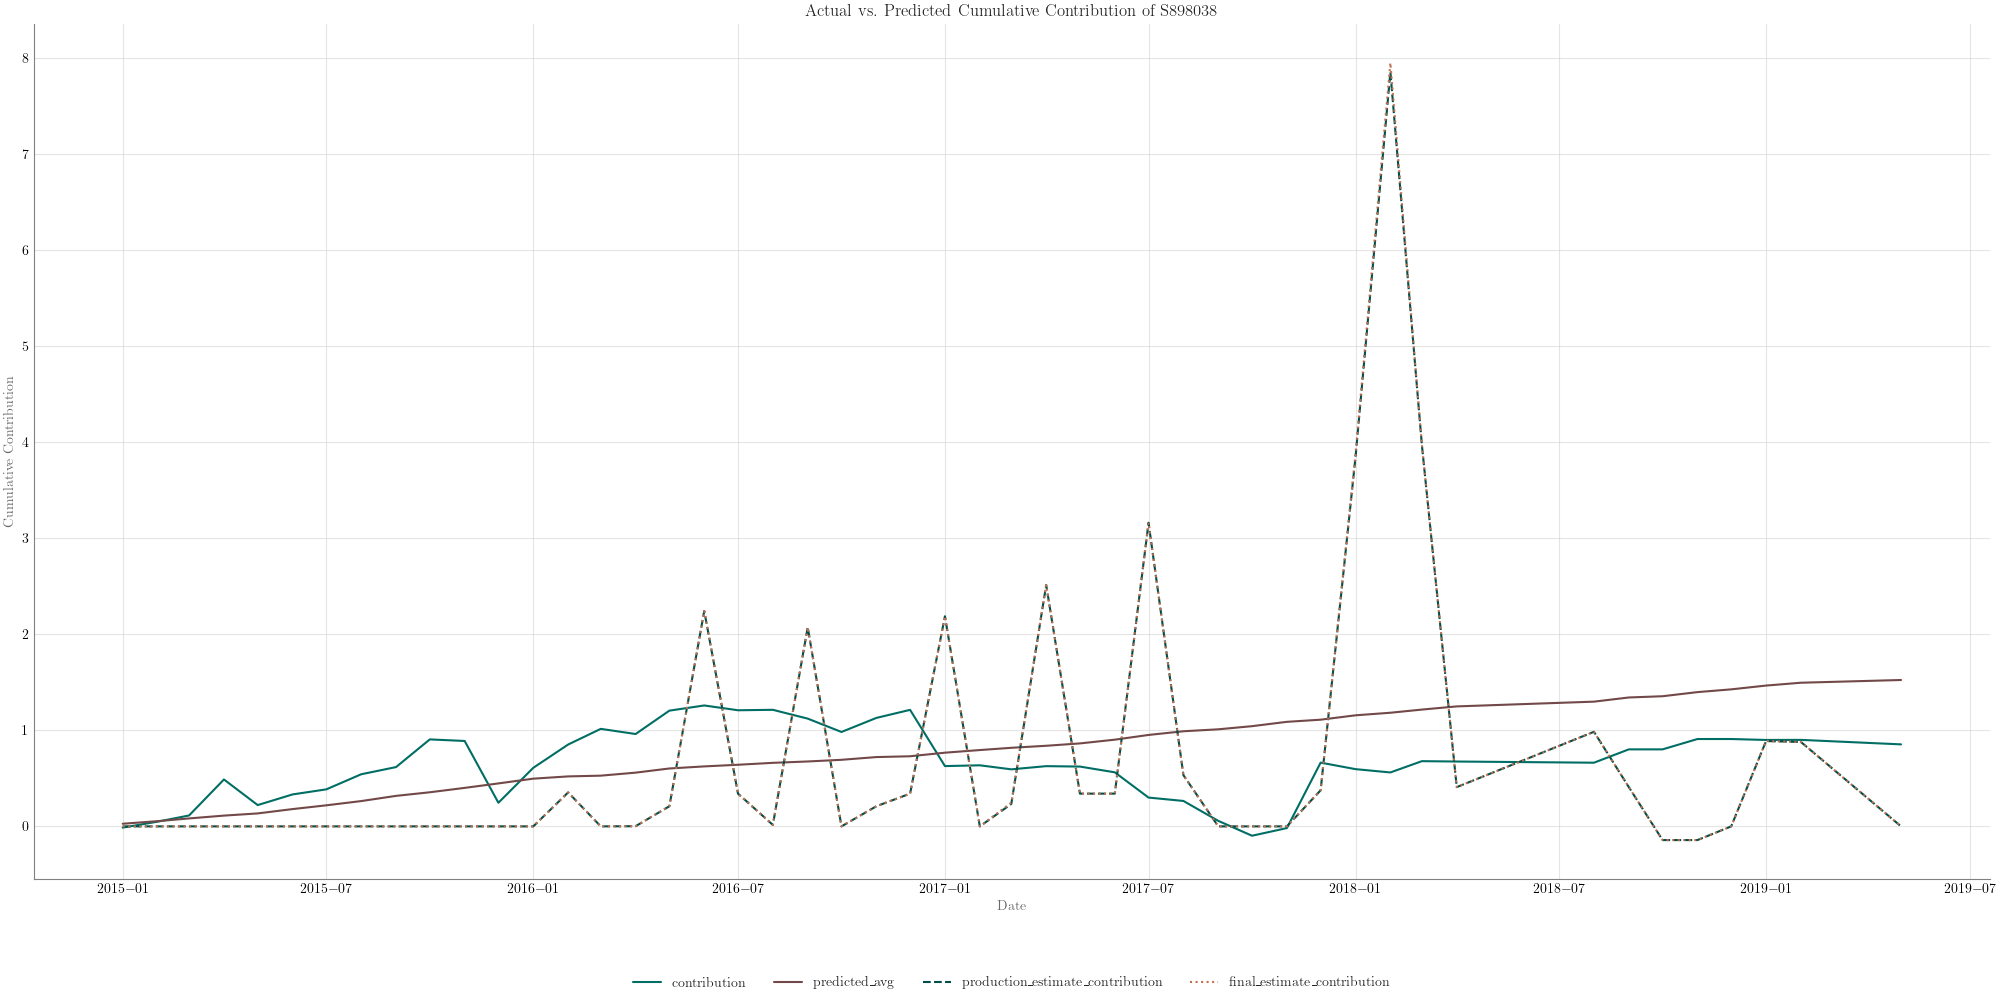 Actual vs. Predicted Cumulative Contribution of S898038
Cumulative Contribution
8
7
6
5
4
3
2
1
0
2015−01
2015−07
2016−01
2016−07
2017−01
2017−07
2018−01
2018−07
2019−01
2019−07
Date
contribution
predicted_avg
production_estimate_contribution
final_estimate_contribution